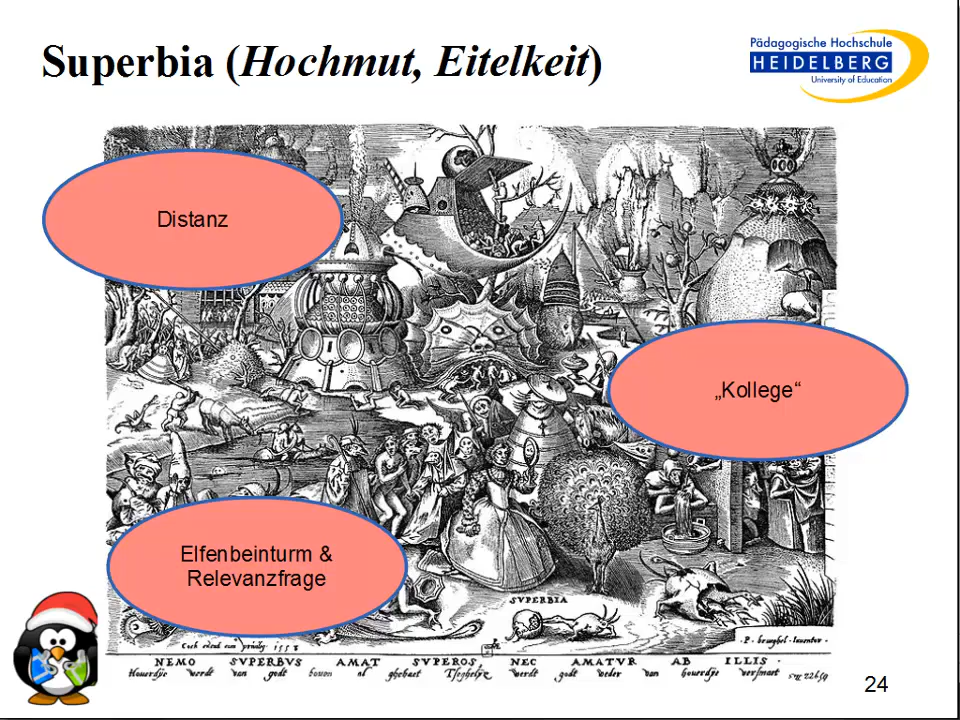 Superbia (Hochmut, Eitelkeit)
Pädagogische Hochschule
HEIDELBERG
University of Education
Distanz
„Kollege“
Elfenbeinturm &
Relevanzfrage
SVPERBIA
NEMO SVPERBVS AMAT SVPEROS NEC AMATVR AB ILLIS
24